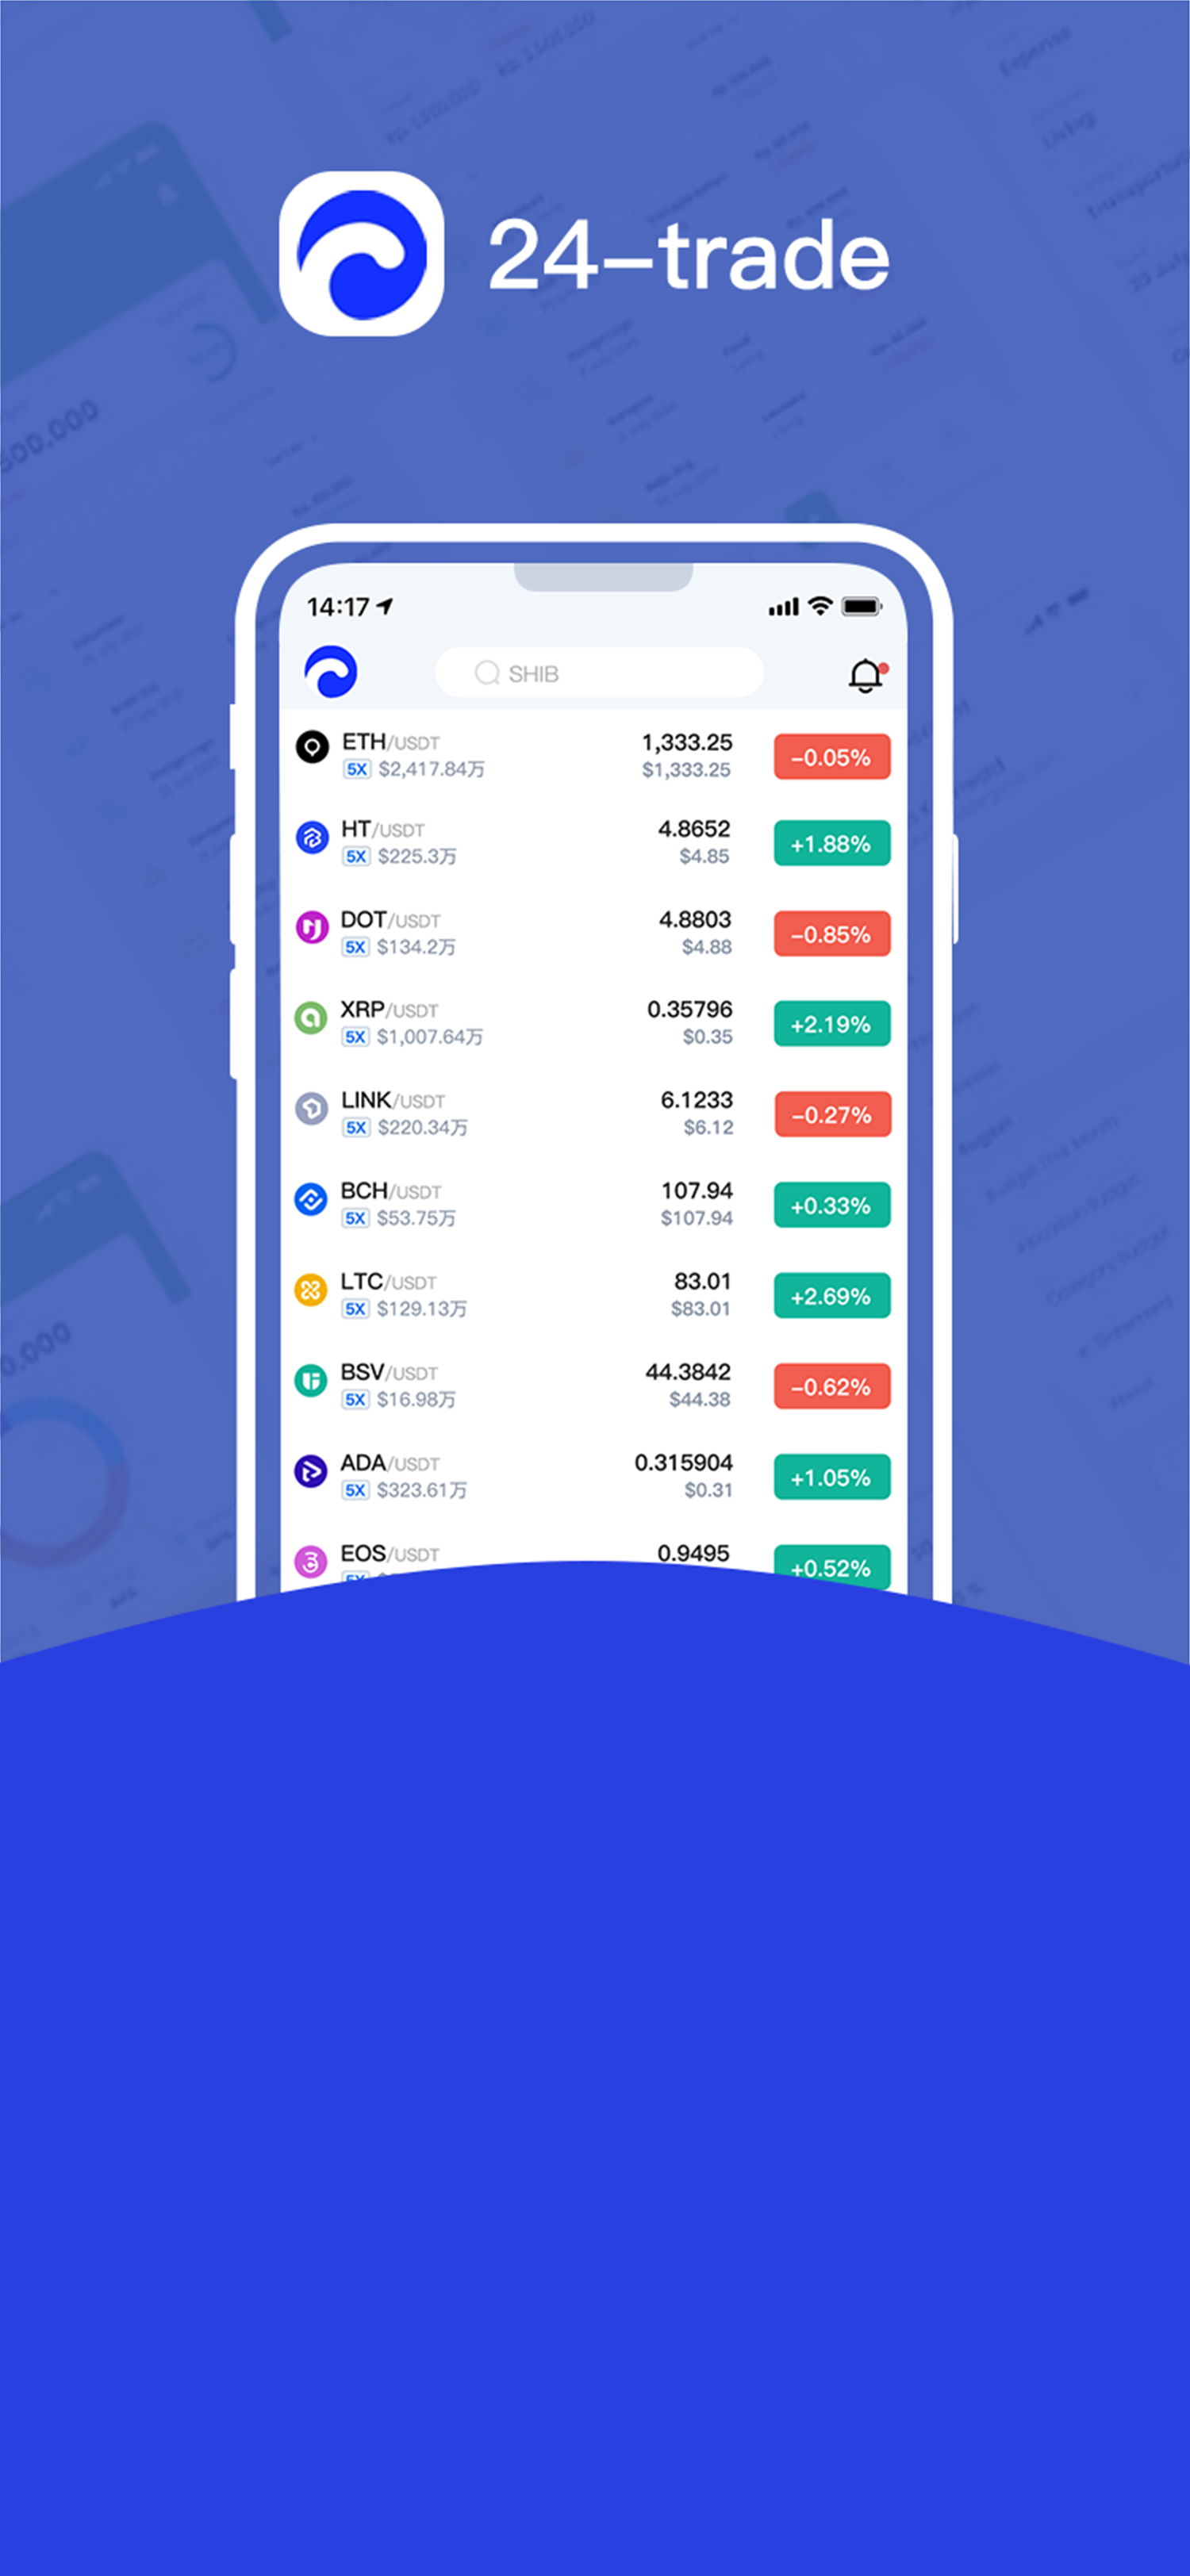 24-trade
14:17
SHIB
ETH/USDT 1,333.25 -0.05%
5X $2,417.84万 $1,333.25
HT/USDT 4.8652 +1.88%
5X $225.3万 $4.85
DOT/USDT 4.8803 -0.85%
5X $134.2万 $4.88
XRP/USDT 0.35796 +2.19%
5X $1,007.64万 $0.35
LINK/USDT 6.1233 -0.27%
5X $220.34万 $6.12
BCH/USDT 107.94 +0.33%
5X $53.75万 $107.94
LTC/USDT 83.01 +2.69%
5X $129.13万 $83.01
BSV/USDT 44.3842 -0.62%
5X $16.98万 $44.38
ADA/USDT 0.315904 +1.05%
5X $323.61万 $0.31
EOS/USDT 0.9495 +0.52%
Expense
Living